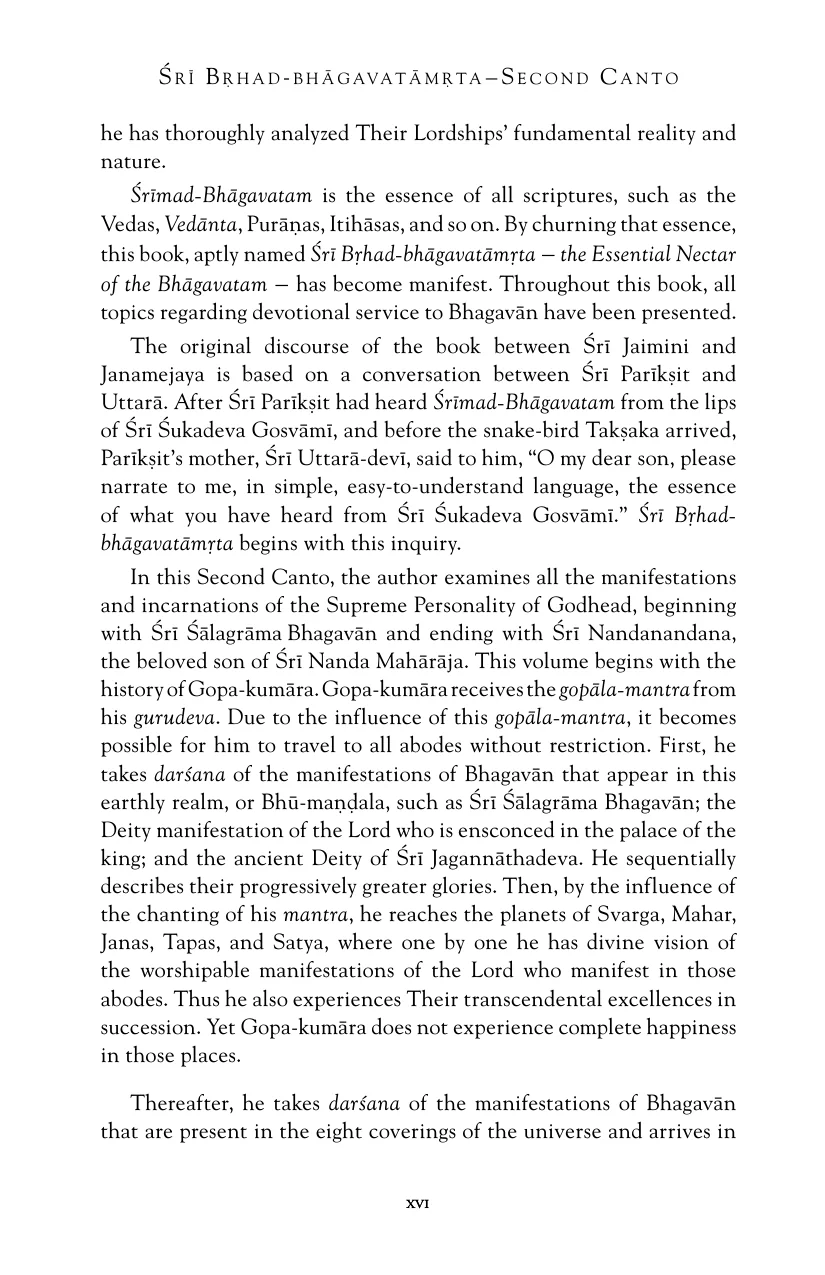 Śrī Bṛhad-bhāgavatāmṛta–Second Canto
he has thoroughly analyzed Their Lordships’ fundamental reality and
nature.
Śrīmad-Bhāgavatam is the essence of all scriptures, such as the
Vedas, Vedānta, Purāṇas, Itihāsas, and so on. By churning that essence,
this book, aptly named Śrī Bṛhad-bhāgavatāmṛta – the Essential Nectar
of the Bhāgavatam – has become manifest. Throughout this book, all
topics regarding devotional service to Bhagavān have been presented.
The original discourse of the book between Śrī Jaimini and
Janamejaya is based on a conversation between Śrī Parīkṣit and
Uttarā. After Śrī Parīkṣit had heard Śrīmad-Bhāgavatam from the lips
of Śrī Śukadeva Gosvāmī, and before the snake-bird Takṣaka arrived,
Parīkṣit’s mother, Śrī Uttarā-devī, said to him, “O my dear son, please
narrate to me, in simple, easy-to-understand language, the essence
of what you have heard from Śrī Śukadeva Gosvāmī.” Śrī Bṛhad-
bhāgavatāmṛta begins with this inquiry.
In this Second Canto, the author examines all the manifestations
and incarnations of the Supreme Personality of Godhead, beginning
with Śrī Śālagrāma Bhagavān and ending with Śrī Nandanandana,
the beloved son of Śrī Nanda Mahārāja. This volume begins with the
history of Gopa-kumāra. Gopa-kumāra receives the gopāla-mantra from
his gurudeva. Due to the influence of this gopāla-mantra, it becomes
possible for him to travel to all abodes without restriction. First, he
takes darśana of the manifestations of Bhagavān that appear in this
earthly realm, or Bhū-maṇḍala, such as Śrī Śālagrāma Bhagavān; the
Deity manifestation of the Lord who is ensconced in the palace of the
king; and the ancient Deity of Śrī Jagannāthadeva. He sequentially
describes their progressively greater glories. Then, by the influence of
the chanting of his mantra, he reaches the planets of Svarga, Mahar,
Janas, Tapas, and Satya, where one by one he has divine vision of
the worshipable manifestations of the Lord who manifest in those
abodes. Thus he also experiences Their transcendental excellences in
succession. Yet Gopa-kumāra does not experience complete happiness
in those places.
Thereafter, he takes darśana of the manifestations of Bhagavān
that are present in the eight coverings of the universe and arrives in
xvi